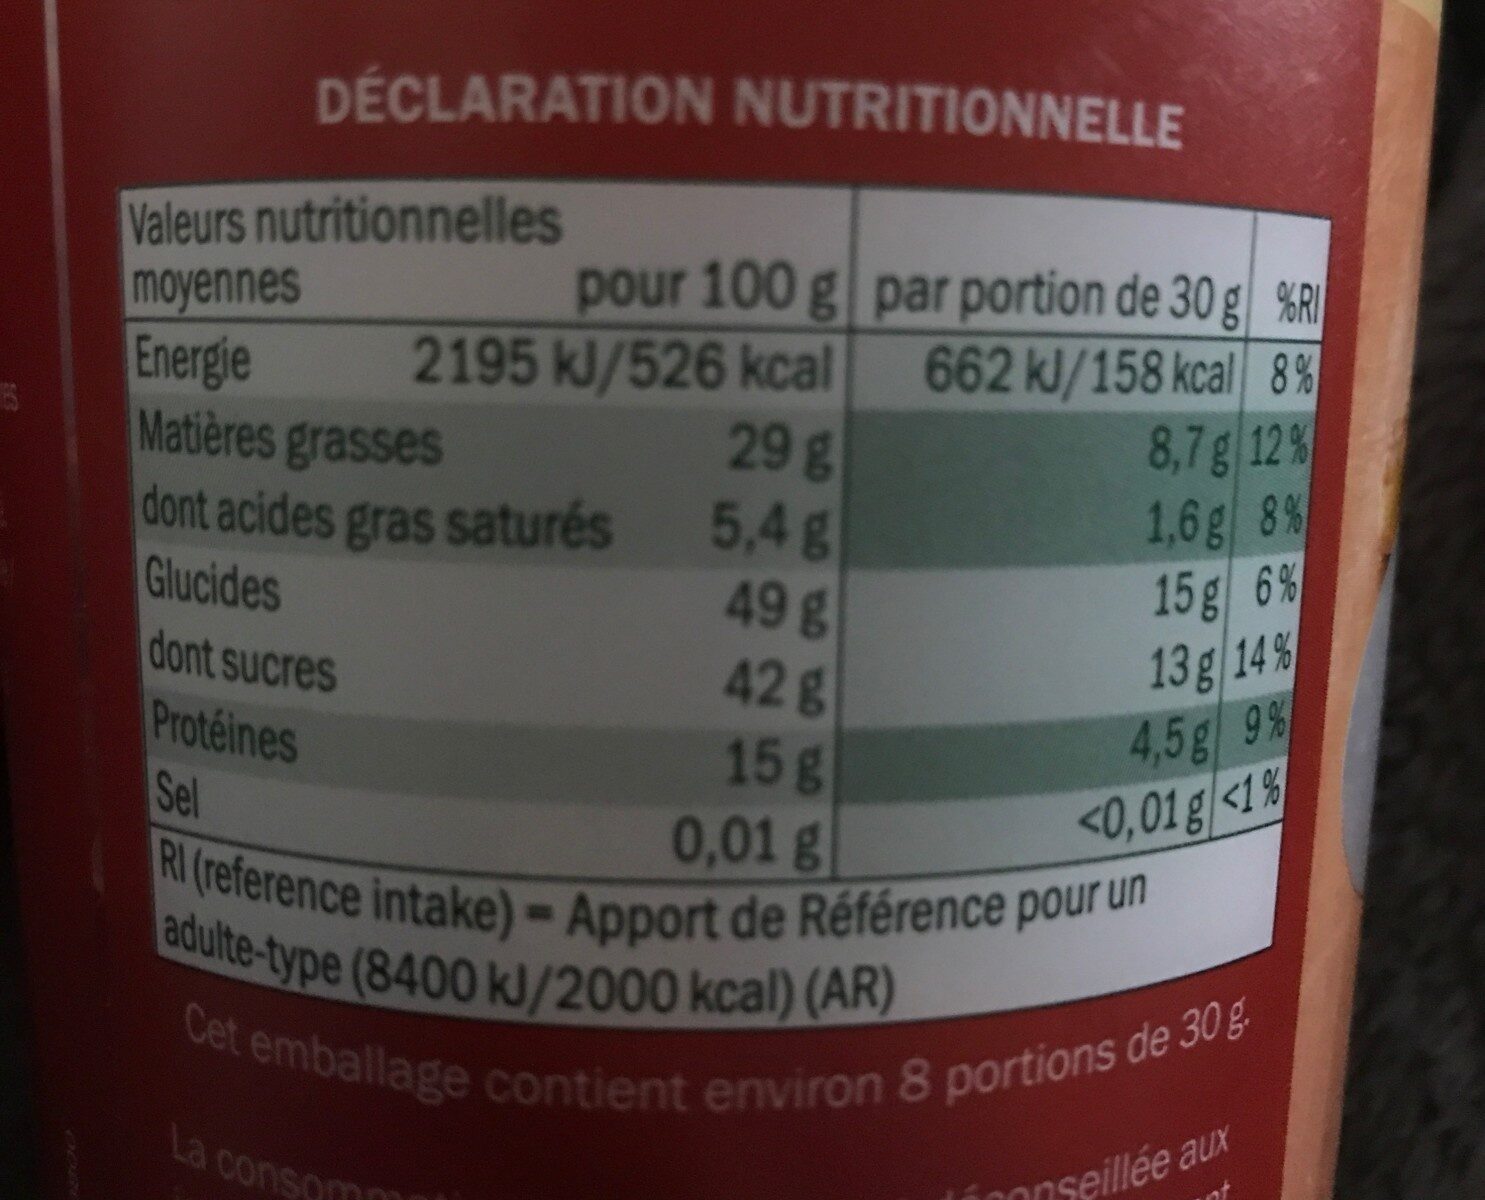 DÉCLARATION NUTRITIONNELLE
Valeurs nutritionnelles
moyennes pour 100 g par portion de 30 g %RI
Energie 2195 kJ/526 kcal 662 kJ/158 kcal 8%
Matières grasses 29 g 8,7 g 12%
dont acides gras saturés 5,4 g 1,6 g 8%
Glucides 49 g 15 g 6%
dont sucres 42 g 13 g 14%
Protéines 15 g 4,5 g 9%
Sel 0,01 g <0,01 g <1%
RI (reference intake) = Apport de Référence pour un
adulte-type (8400 kJ/2000 kcal) (AR)
Cet emballage contient environ 8 portions de 30 g.
La aux